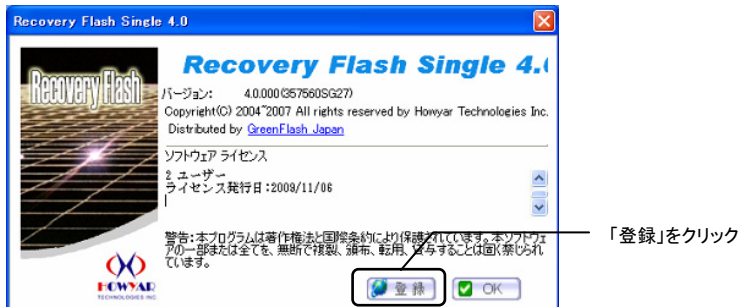 Recovery Flash Single 4.0
Recovery Flash
Recovery Flash Single 4.
バージョン: 4.0.000(357560SG27)
Copyright(C) 2004~2007 All rights reserved by Howyar Technologies Inc.
Distributed by GreenFlash Japan
ソフトウェア ライセンス
2 ユーザー
ライセンス発行日:2009/11/06
警告:本プログラムは著作権法と国際条約により保護されています。本ソフトウェ
アの一部または全てを、無断で複製、頒布、転用、貸与することは固く禁じられ
ています。
「登録」をクリック
HOWYAR
TECHNOLOGIES INC.
登 録
OK